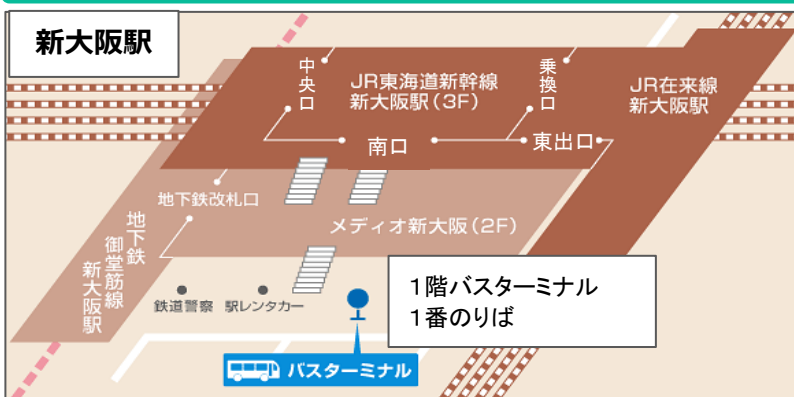 新大阪駅
中央口
JR東海道新幹線
新大阪駅(3F)
乗換口
JR在来線
新大阪駅
南口
東出口
地下鉄改札口
メディオ新大阪(2F)
地下鉄
御堂筋線
新大阪駅
鉄道警察
駅レンタカー
1階バスターミナル
1番のりば
バスターミナル